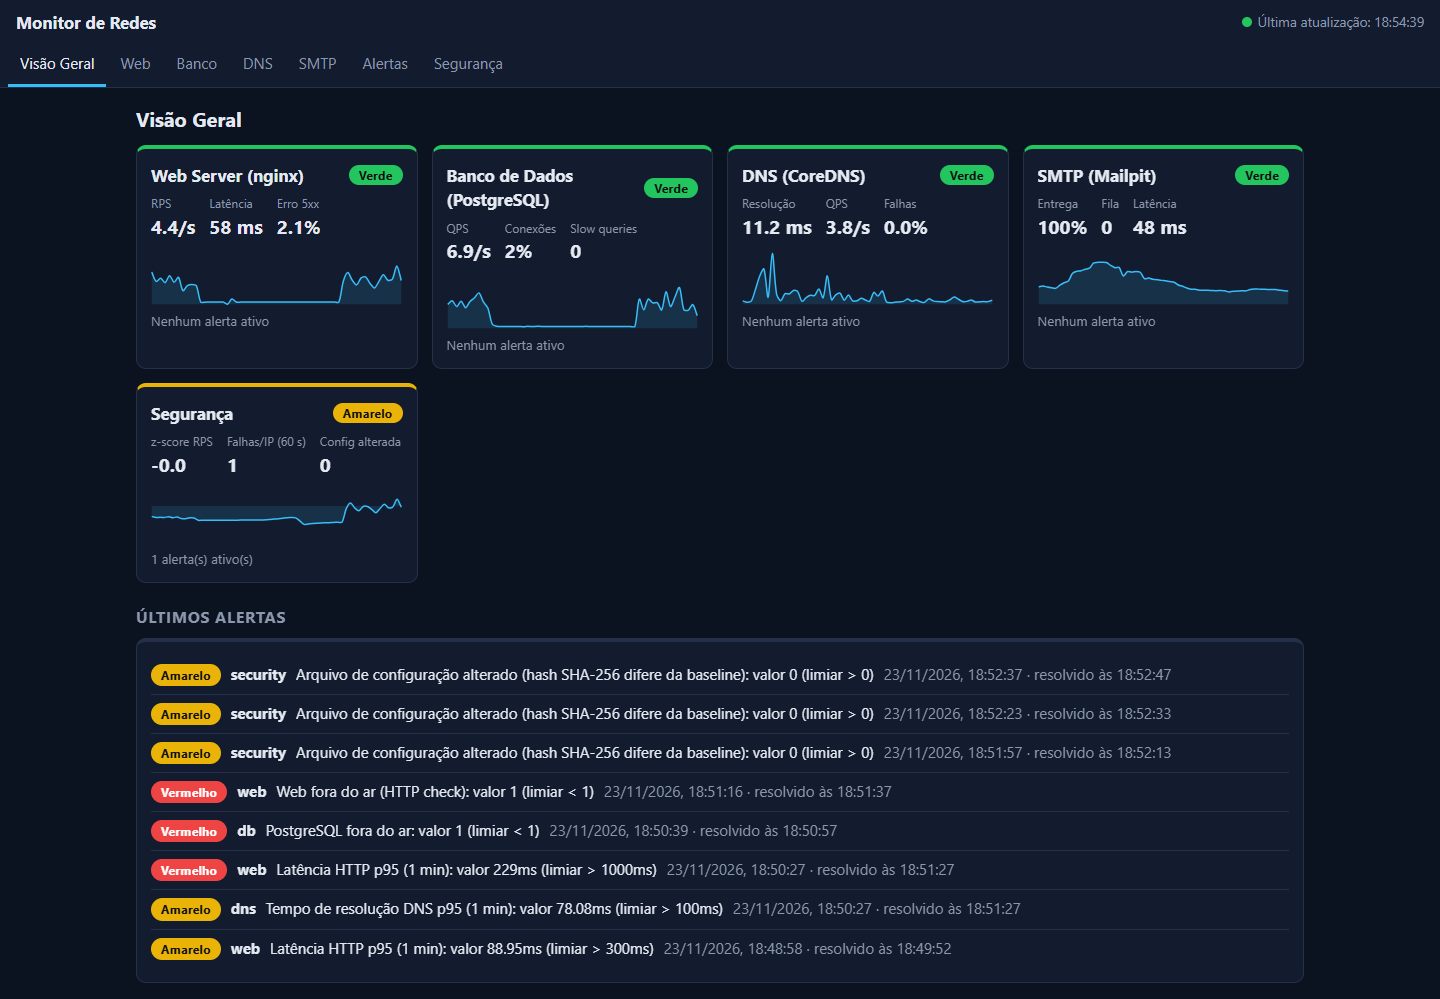 Monitor de Redes
Última atualização: 18:54:39
Visão Geral Web Banco DNS SMTP Alertas Segurança
Visão Geral
Web Server (nginx) Verde
RPS Latência Erro 5xx
4.4/s 58 ms 2.1%
Nenhum alerta ativo
Banco de Dados (PostgreSQL) Verde
QPS Conexões Slow queries
6.9/s 2% 0
Nenhum alerta ativo
DNS (CoreDNS) Verde
Resolução QPS Falhas
11.2 ms 3.8/s 0.0%
Nenhum alerta ativo
SMTP (Mailpit) Verde
Entrega Fila Latência
100% 0 48 ms
Nenhum alerta ativo
Segurança Amarelo
z-score RPS Falhas/IP (60 s) Config alterada
-0.0 1 0
1 alerta(s) ativo(s)
ÚLTIMOS ALERTAS
Amarelo security Arquivo de configuração alterado (hash SHA-256 difere da baseline): valor 0 (limiar > 0) 23/11/2026, 18:52:37 · resolvido às 18:52:47
Amarelo security Arquivo de configuração alterado (hash SHA-256 difere da baseline): valor 0 (limiar > 0) 23/11/2026, 18:52:23 · resolvido às 18:52:33
Amarelo security Arquivo de configuração alterado (hash SHA-256 difere da baseline): valor 0 (limiar > 0) 23/11/2026, 18:51:57 · resolvido às 18:52:13
Vermelho web Web fora do ar (HTTP check): valor 1 (limiar < 1) 23/11/2026, 18:51:16 · resolvido às 18:51:37
Vermelho db PostgreSQL fora do ar: valor 1 (limiar < 1) 23/11/2026, 18:50:39 · resolvido às 18:50:57
Vermelho web Latência HTTP p95 (1 min): valor 229ms (limiar > 1000ms) 23/11/2026, 18:50:27 · resolvido às 18:51:27
Amarelo dns Tempo de resolução DNS p95 (1 min): valor 78.08ms (limiar > 100ms) 23/11/2026, 18:50:27 · resolvido às 18:51:27
Amarelo web Latência HTTP p95 (1 min): valor 88.95ms (limiar > 300ms) 23/11/2026, 18:48:58 · resolvido às 18:49:52